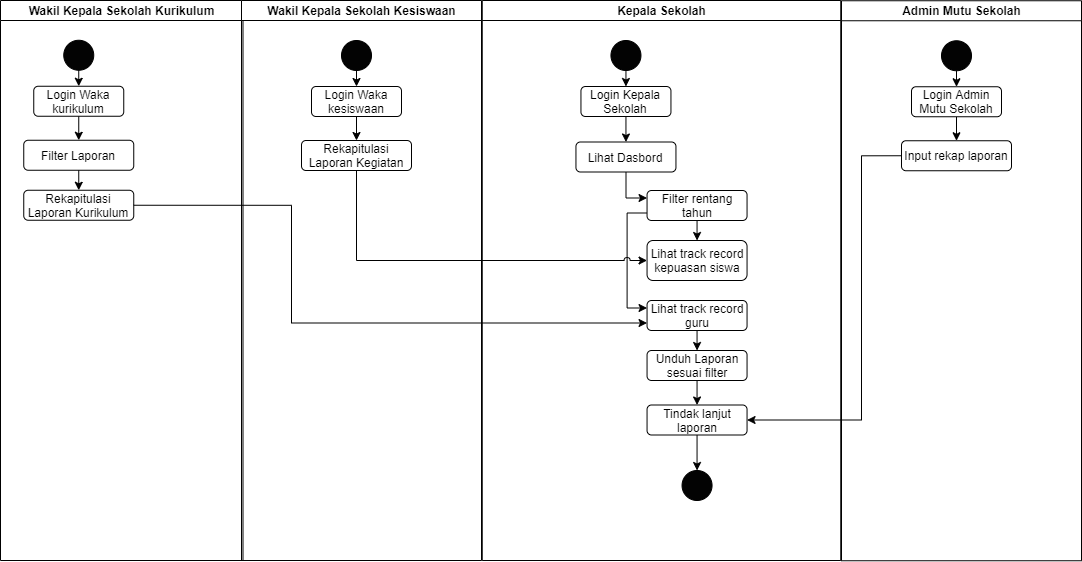 Wakil Kepala Sekolah Kurikulum
Wakil Kepala Sekolah Kesiswaan
Kepala Sekolah
Admin Mutu Sekolah
Login Waka
kurikulum
Filter Laporan
Rekapitulasi
Laporan Kurikulum
Login Waka
kesiswaan
Rekapitulasi
Laporan Kegiatan
Login Kepala
Sekolah
Lihat Dasbord
Filter rentang
tahun
Lihat track record
kepuasan siswa
Lihat track record
guru
Unduh Laporan
sesuai filter
Tindak lanjut
laporan
Login Admin
Mutu Sekolah
Input rekap laporan